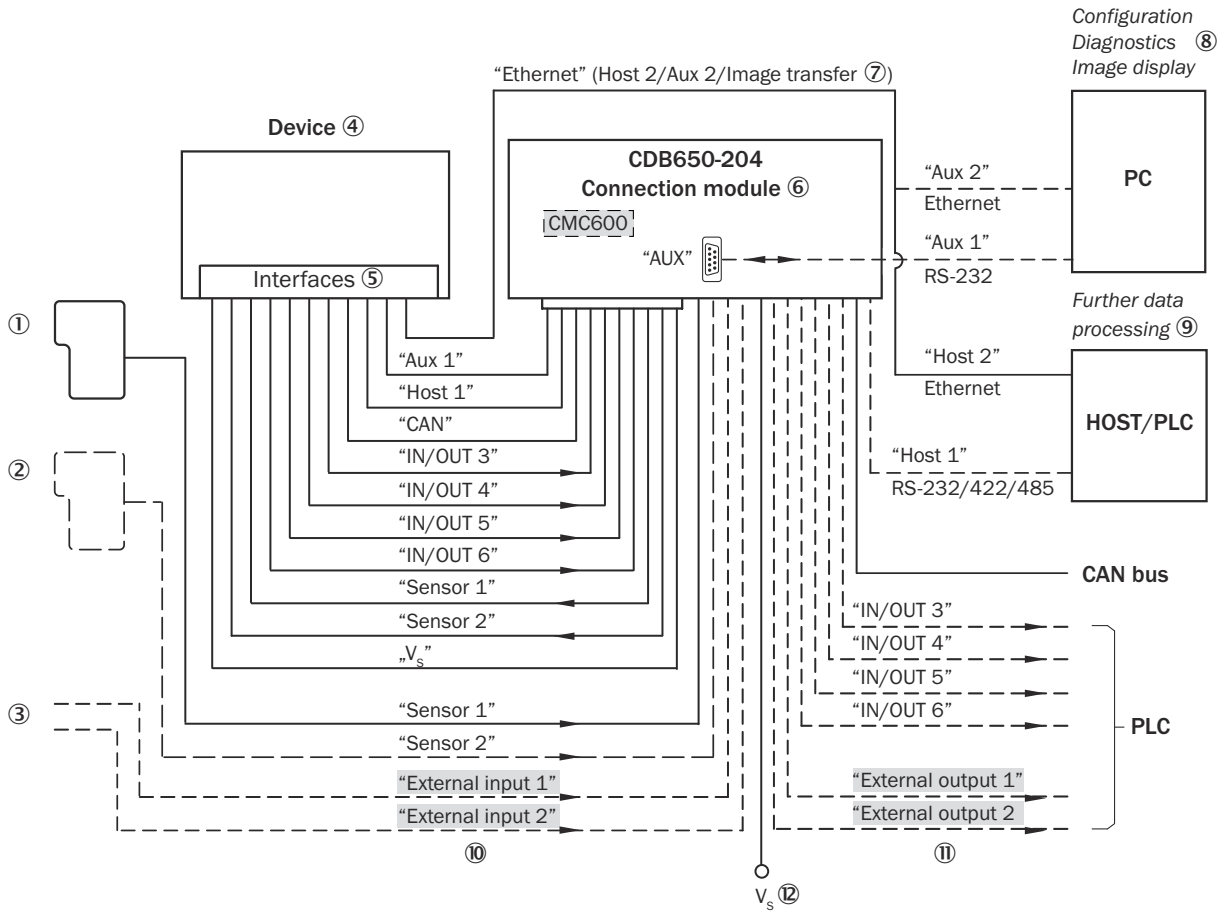 Configuration
Diagnostics ⑧
Image display
“Ethernet” (Host 2/Aux 2/Image transfer ⑦)
Device ④
CDB650-204
Connection module ⑥
CMC600
“AUX”
“Aux 2”
Ethernet
PC
“Aux 1”
RS-232
Interfaces ⑤
①
Further data
processing ⑨
“Aux 1”
“Host 2”
Ethernet
“Host 1”
“CAN”
HOST/PLC
②
“IN/OUT 3”
“Host 1”
RS-232/422/485
“IN/OUT 4”
“IN/OUT 5”
“IN/OUT 6”
CAN bus
“Sensor 1”
“Sensor 2”
„Vs”
“IN/OUT 3”
“IN/OUT 4”
“IN/OUT 5”
“IN/OUT 6”
③
“Sensor 1”
“Sensor 2”
PLC
“External input 1”
“External input 2”
“External output 1”
“External output 2
⑩
⑪
Vs ⑫